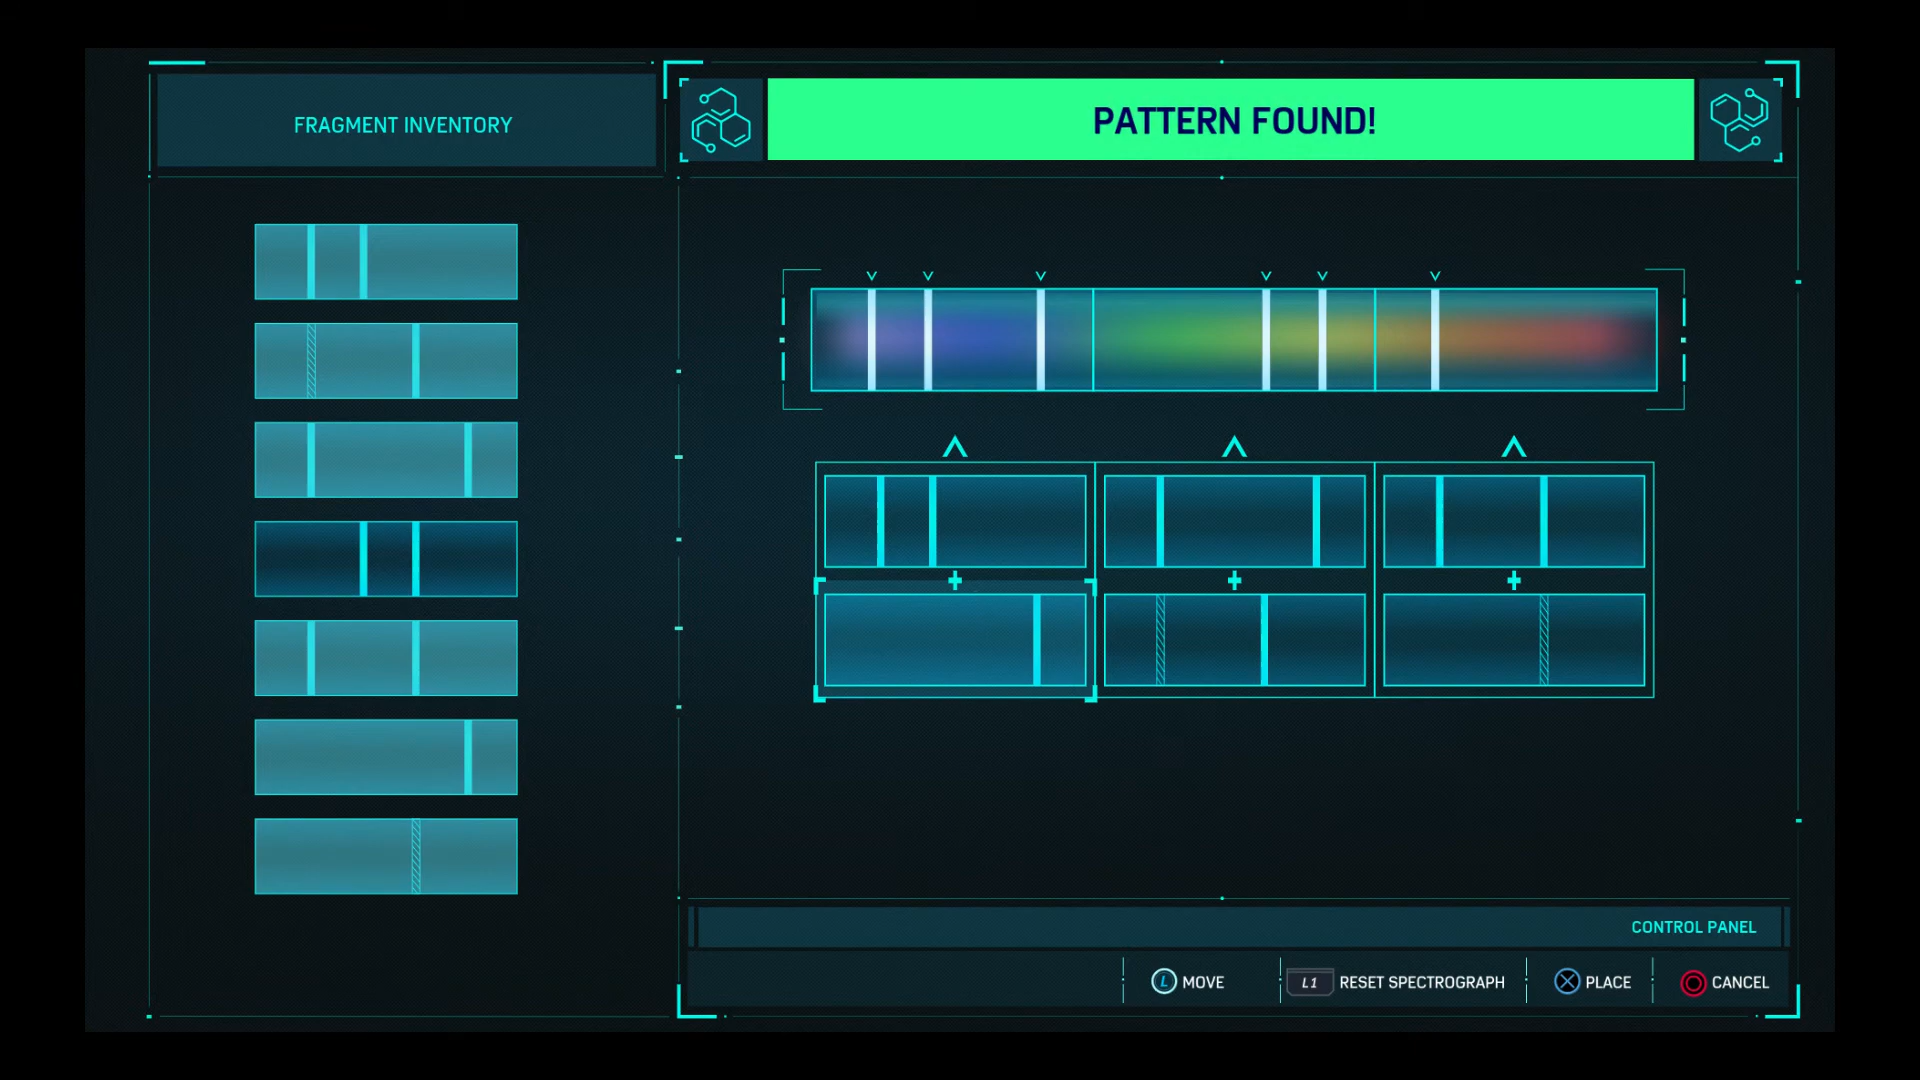 FRAGMENT INVENTORY
PATTERN FOUND!
CONTROL PANEL
L MOVE
L1 RESET SPECTROGRAPH
PLACE
CANCEL